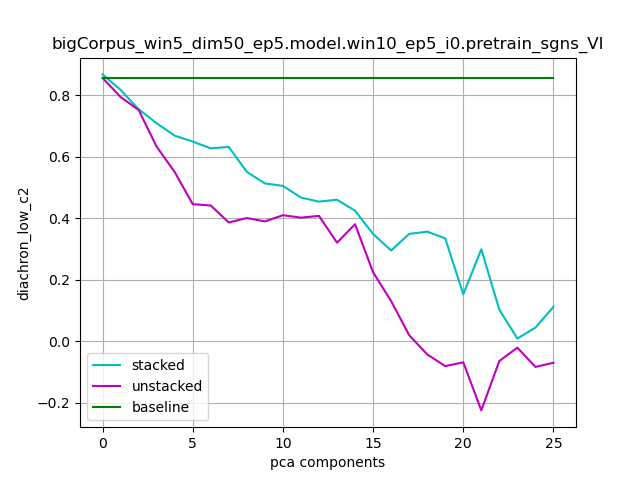 bigCorpus_win5_dim50_ep5.model.win10_ep5_i0.pretrain_sgns_VI
diachron_low_c2
0.8
0.6
0.4
0.2
0.0
−0.2
stacked
unstacked
baseline
0 5 10 15 20 25
pca components